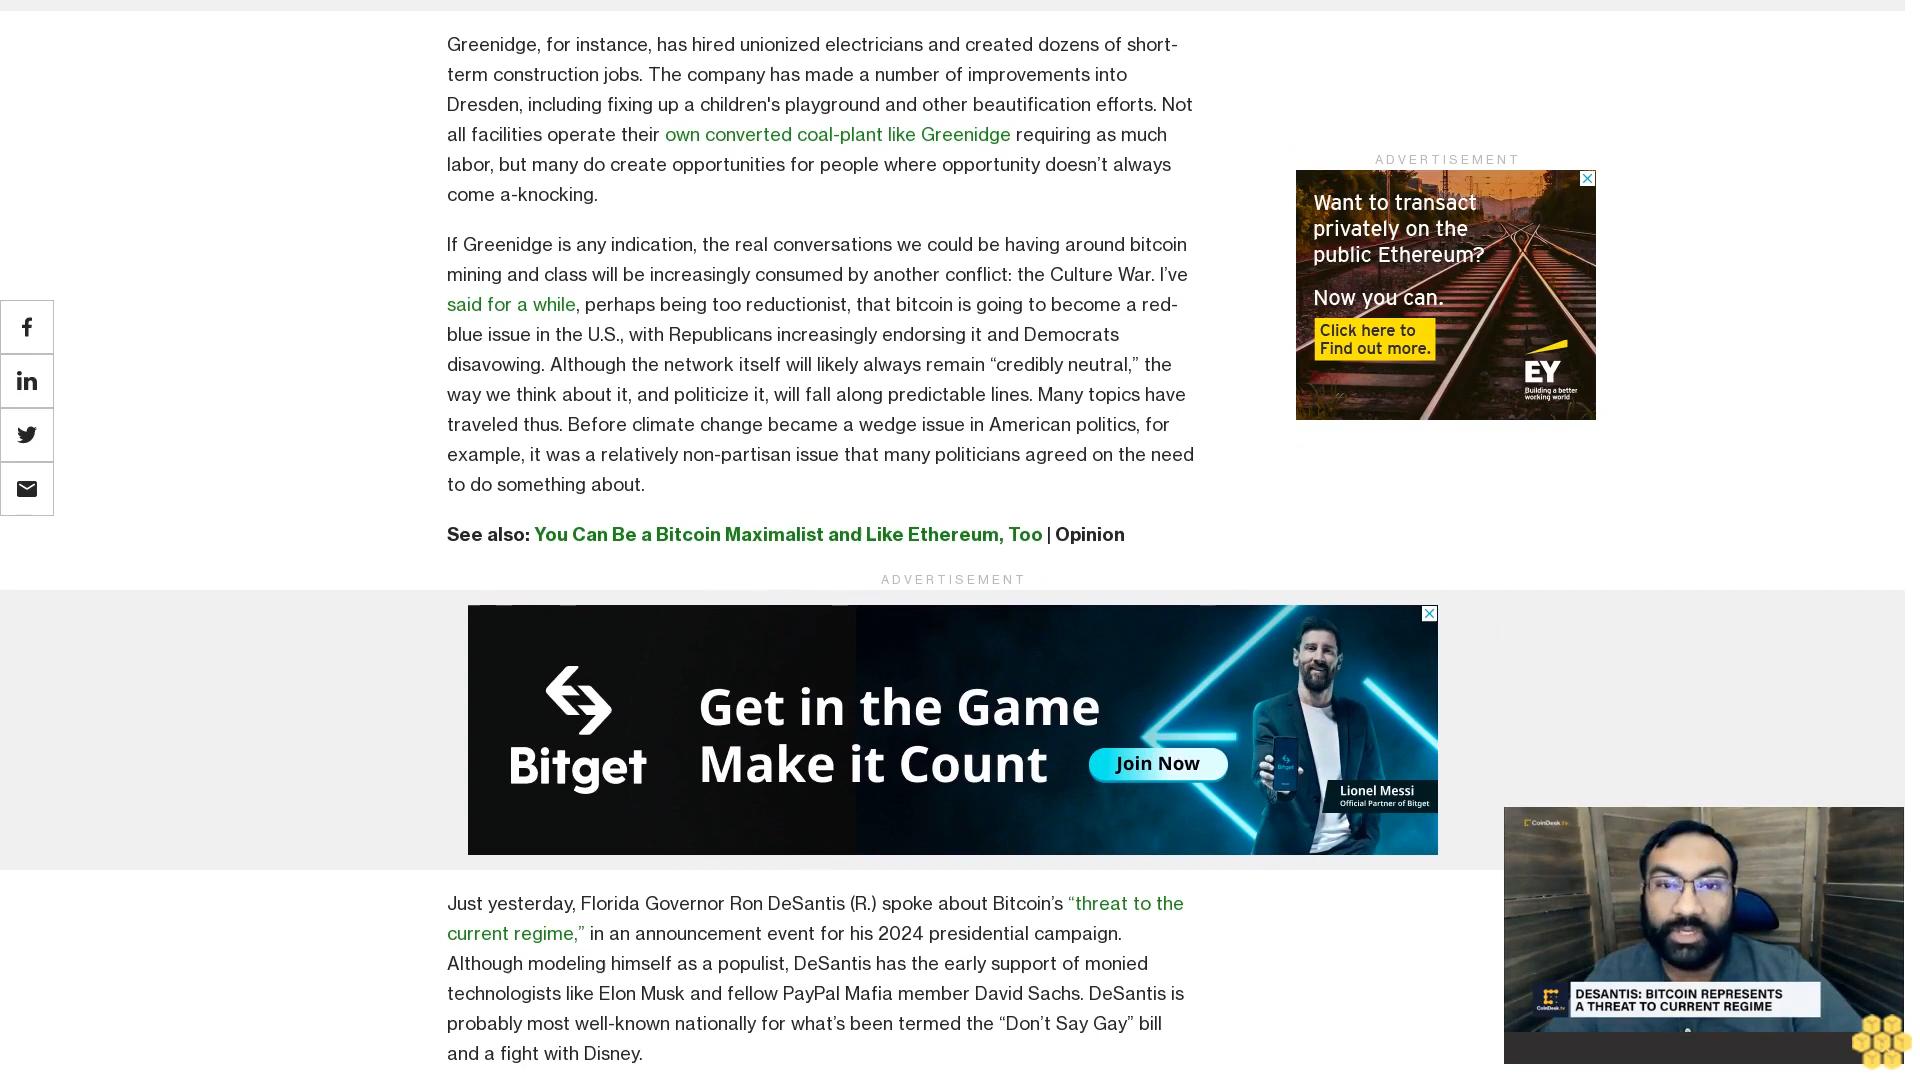 Greenidge, for instance, has hired unionized electricians and created dozens of short-
term construction jobs. The company has made a number of improvements into
Dresden, including fixing up a children's playground and other beautification efforts. Not
all facilities operate their own converted coal-plant like Greenidge requiring as much
labor, but many do create opportunities for people where opportunity doesn’t always
come a-knocking.
If Greenidge is any indication, the real conversations we could be having around bitcoin
mining and class will be increasingly consumed by another conflict: the Culture War. I’ve
said for a while, perhaps being too reductionist, that bitcoin is going to become a red-
blue issue in the U.S., with Republicans increasingly endorsing it and Democrats
disavowing. Although the network itself will likely always remain “credibly neutral,” the
way we think about it, and politicize it, will fall along predictable lines. Many topics have
traveled thus. Before climate change became a wedge issue in American politics, for
example, it was a relatively non-partisan issue that many politicians agreed on the need
to do something about.
See also: You Can Be a Bitcoin Maximalist and Like Ethereum, Too | Opinion
ADVERTISEMENT
Want to transact
privately on the
public Ethereum?
Now you can.
Click here to
Find out more.
EY
Building a better
working world
ADVERTISEMENT
Bitget
Get in the Game
Make it Count
Join Now
Bitget
Lionel Messi
Official Partner of Bitget
Just yesterday, Florida Governor Ron DeSantis (R.) spoke about Bitcoin’s “threat to the
current regime,” in an announcement event for his 2024 presidential campaign.
Although modeling himself as a populist, DeSantis has the early support of monied
technologists like Elon Musk and fellow PayPal Mafia member David Sachs. DeSantis is
probably most well-known nationally for what’s been termed the “Don’t Say Gay” bill
and a fight with Disney.
CoinDesk.tv
CoinDesk.tv
DESANTIS: BITCOIN REPRESENTS
A THREAT TO CURRENT REGIME